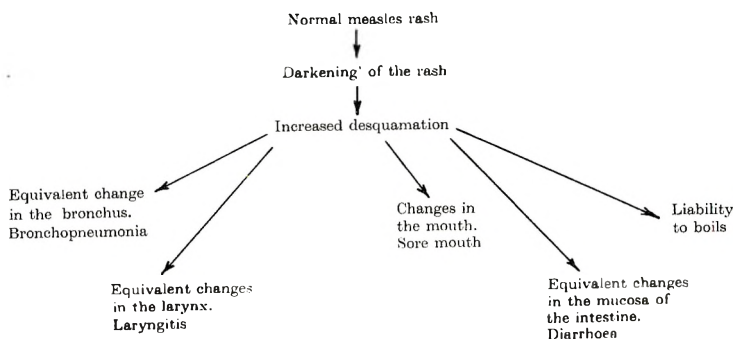 Normal measles rash
Darkening' of the rash
Increased desquamation
Equivalent change
in the bronchus.
Bronchopneumonia
Equivalent changes
in the larynx.
Laryngitis
Changes in
the mouth.
Sore mouth
Equivalent changes
in the mucosa of
the intestine.
Diarrhoea
Liability
to boils